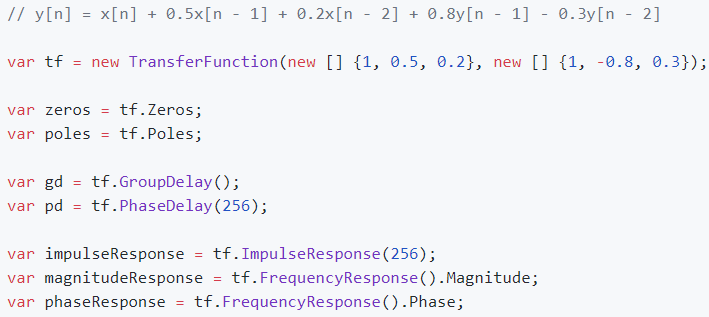 // y[n] = x[n] + 0.5x[n - 1] + 0.2x[n - 2] + 0.8y[n - 1] - 0.3y[n - 2]
var tf = new TransferFunction(new [] {1, 0.5, 0.2}, new [] {1, -0.8, 0.3});
var zeros = tf.Zeros;
var poles = tf.Poles;
var gd = tf.GroupDelay();
var pd = tf.PhaseDelay(256);
var impulseResponse = tf.ImpulseResponse(256);
var magnitudeResponse = tf.FrequencyResponse().Magnitude;
var phaseResponse = tf.FrequencyResponse().Phase;